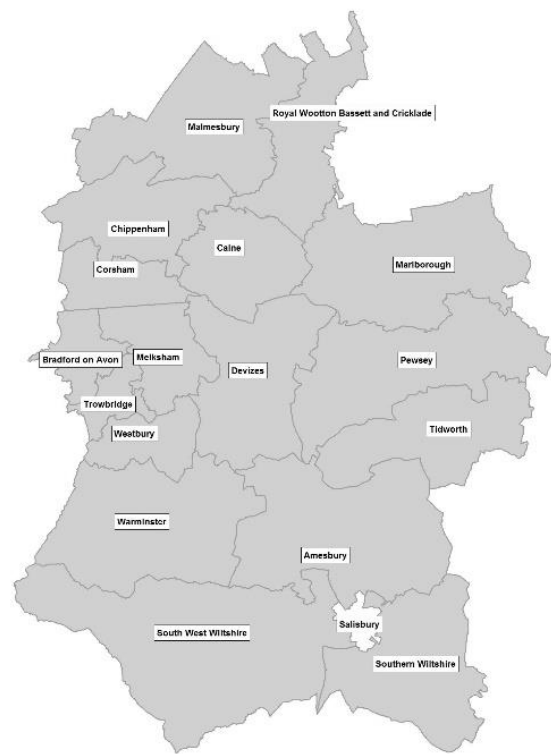 Royal Wootton Bassett and Cricklade
Malmesbury
Chippenham
Calne
Corsham
Marlborough
Bradford on Avon
Melksham
Devizes
Pewsey
Trowbridge
Westbury
Tidworth
Warminster
Amesbury
Salisbury
South West Wiltshire
Southern Wiltshire